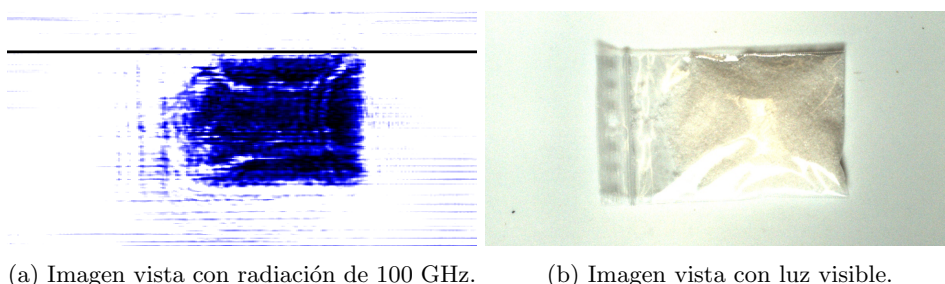 (a) Imagen vista con radiación de 100 GHz.
(b) Imagen vista con luz visible.